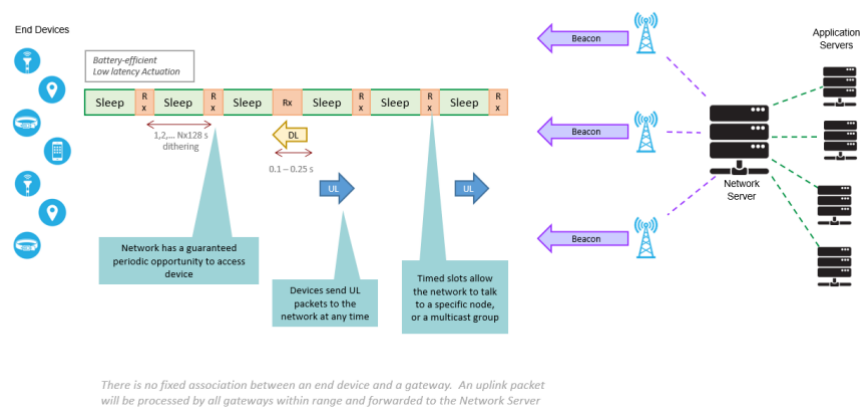 End Devices
Battery-efficient
Low latency Actuation
Sleep
R
x
Sleep
R
x
Sleep
Rx
Sleep
R
x
Sleep
R
x
Sleep
R
x
1,2,… Nx128 s
dithering
DL
0.1 – 0.25 s
UL
UL
Network has a guaranteed
periodic opportunity to access
device
Devices send UL
packets to the
network at any time
Timed slots allow
the network to talk
to a specific node,
or a multicast group
Beacon
Beacon
Beacon
Network
Server
Application
Servers
There is no fixed association between an end device and a gateway. An uplink packet
will be processed by all gateways within range and forwarded to the Network Server